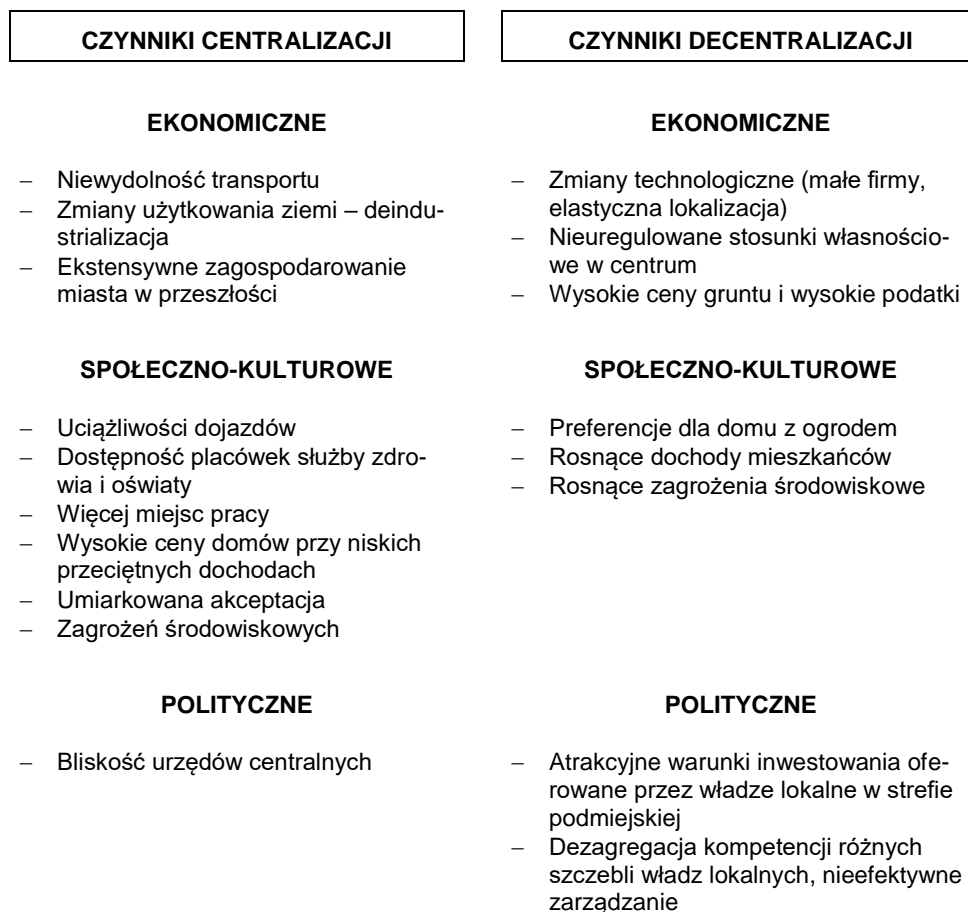 CZYNNIKI CENTRALIZACJI
EKONOMICZNE
– Niewydolność transportu
– Zmiany użytkowania ziemi – deindu-
strializacja
– Ekstensywne zagospodarowanie
miasta w przeszłości
SPOŁECZNO-KULTUROWE
– Uciążliwości dojazdów
– Dostępność placówek służby zdro-
wia i oświaty
– Więcej miejsc pracy
– Wysokie ceny domów przy niskich
przeciętnych dochodach
– Umiarkowana akceptacja
– Zagrożeń środowiskowych
POLITYCZNE
– Bliskość urzędów centralnych
CZYNNIKI DECENTRALIZACJI
EKONOMICZNE
– Zmiany technologiczne (małe firmy,
elastyczna lokalizacja)
– Nieuregulowane stosunki własnościo-
we w centrum
– Wysokie ceny gruntu i wysokie podatki
SPOŁECZNO-KULTUROWE
– Preferencje dla domu z ogrodem
– Rosnące dochody mieszkańców
– Rosnące zagrożenia środowiskowe
POLITYCZNE
– Atrakcyjne warunki inwestowania ofe-
rowane przez władze lokalne w strefie
podmiejskiej
– Dezagregacja kompetencji różnych
szczebli władz lokalnych, nieefektywne
zarządzanie